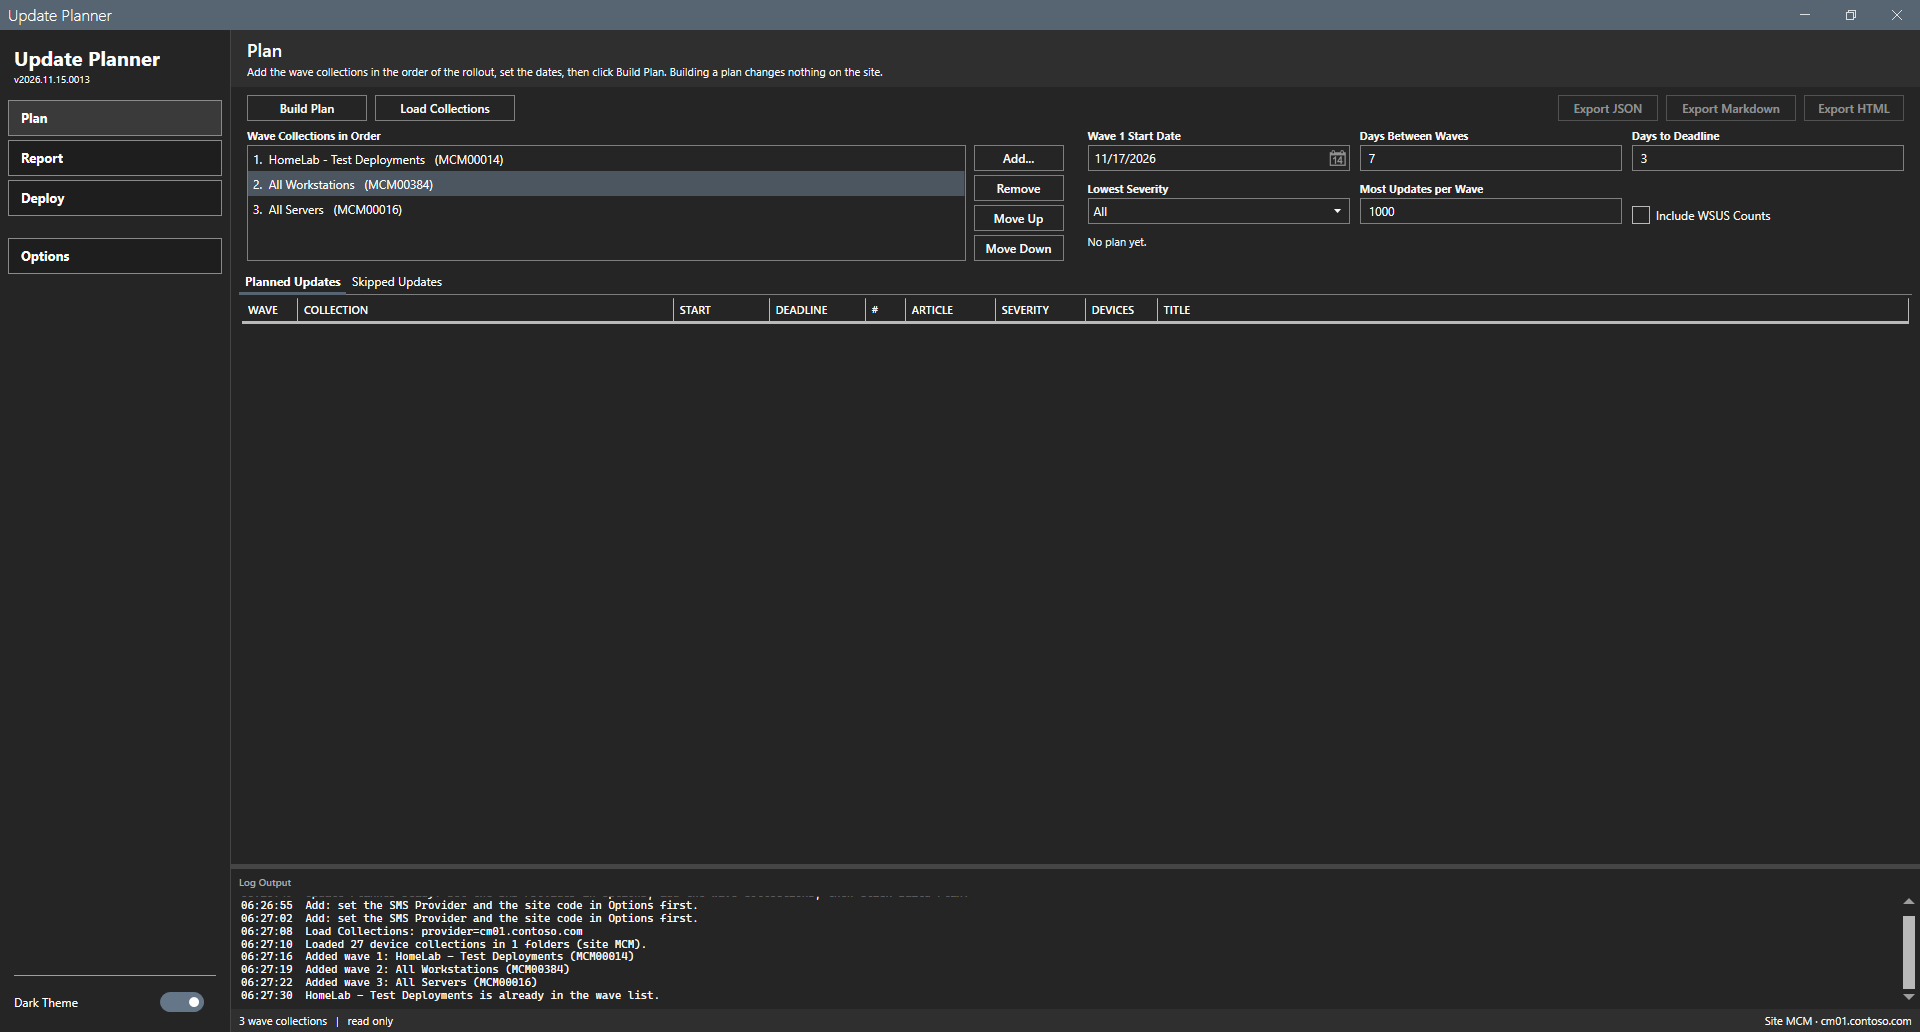 Update Planner
Update Planner
v2026.11.15.0013
Plan
Report
Deploy
Options
Dark Theme
Plan
Add the wave collections in the order of the rollout, set the dates, then click Build Plan. Building a plan changes nothing on the site.
Build Plan
Load Collections
Export JSON
Export Markdown
Export HTML
Wave Collections in Order
1. HomeLab - Test Deployments (MCM00014)
2. All Workstations (MCM00384)
3. All Servers (MCM00016)
Add...
Remove
Move Up
Move Down
Wave 1 Start Date
11/17/2026
14
Days Between Waves
7
Days to Deadline
3
Lowest Severity
All
Most Updates per Wave
1000
Include WSUS Counts
No plan yet.
Planned Updates
Skipped Updates
WAVE COLLECTION START DEADLINE # ARTICLE SEVERITY DEVICES TITLE
Log Output
06:26:55 Add: set the SMS Provider and the site code in Options first.
06:27:02 Add: set the SMS Provider and the site code in Options first.
06:27:08 Load Collections: provider=cm01.contoso.com
06:27:10 Loaded 27 device collections in 1 folders (site MCM).
06:27:16 Added wave 1: HomeLab - Test Deployments (MCM00014)
06:27:19 Added wave 2: All Workstations (MCM00384)
06:27:22 Added wave 3: All Servers (MCM00016)
06:27:30 HomeLab - Test Deployments is already in the wave list.
3 wave collections | read only
Site MCM · cm01.contoso.com